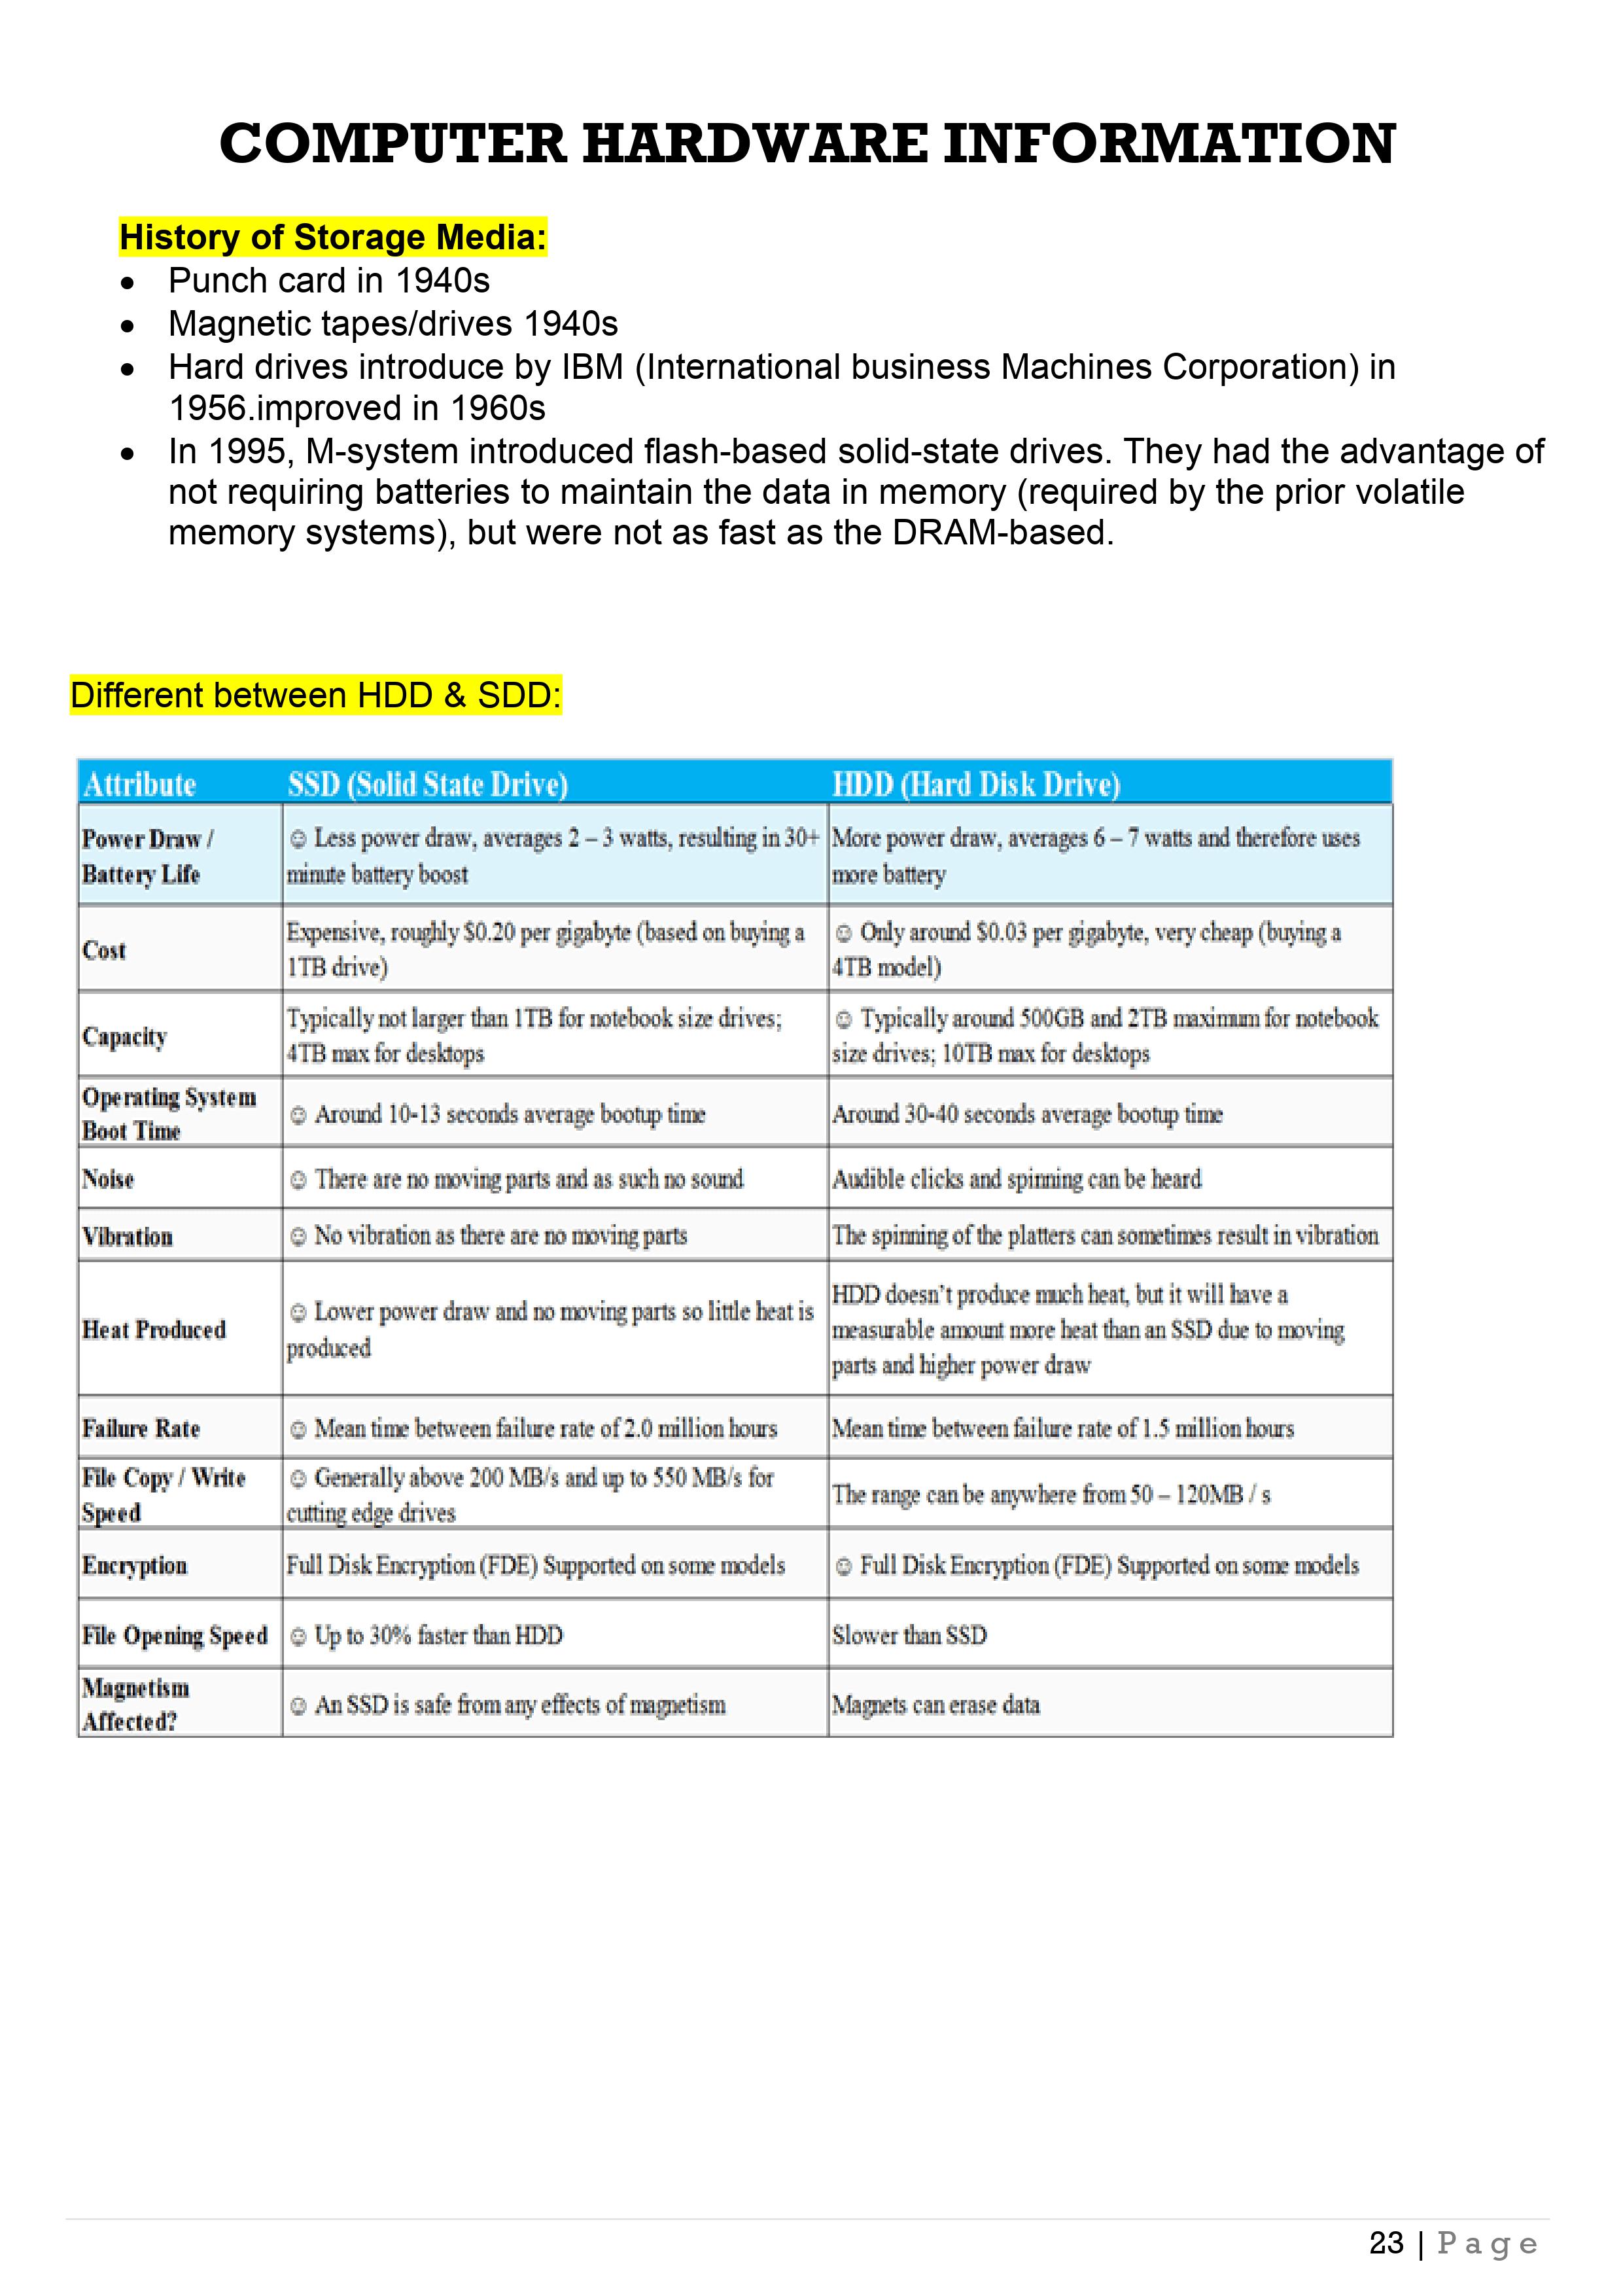 COMPUTER HARDWARE INFORMATION
History of Storage Media:
• Punch card in 1940s
• Magnetic tapes/drives 1940s
• Hard drives introduce by IBM (International business Machines Corporation) in
1956.improved in 1960s
• In 1995, M-system introduced flash-based solid-state drives. They had the advantage of
not requiring batteries to maintain the data in memory (required by the prior volatile
memory systems), but were not as fast as the DRAM-based.
Different between HDD & SDD:
Attribute SSD (Solid State Drive) HDD (Hard Disk Drive)
Power Draw /
Battery Life
☺ Less power draw, averages 2 – 3 watts, resulting in 30+
minute battery boost
More power draw, averages 6 – 7 watts and therefore uses
more battery
Cost
Expensive, roughly $0.20 per gigabyte (based on buying a
1TB drive)
☺ Only around $0.03 per gigabyte, very cheap (buying a
4TB model)
Capacity
Typically not larger than 1TB for notebook size drives;
4TB max for desktops
☺ Typically around 500GB and 2TB maximum for notebook
size drives; 10TB max for desktops
Operating System
Boot Time
☺ Around 10-13 seconds average bootup time
Around 30-40 seconds average bootup time
Noise
☺ There are no moving parts and as such no sound
Audible clicks and spinning can be heard
Vibration
☺ No vibration as there are no moving parts
The spinning of the platters can sometimes result in vibration
Heat Produced
☺ Lower power draw and no moving parts so little heat is
produced
HDD doesn’t produce much heat, but it will have a
measurable amount more heat than an SSD due to moving
parts and higher power draw
Failure Rate
☺ Mean time between failure rate of 2.0 million hours
Mean time between failure rate of 1.5 million hours
File Copy / Write
Speed
☺ Generally above 200 MB/s and up to 550 MB/s for
cutting edge drives
The range can be anywhere from 50 – 120MB / s
Encryption
Full Disk Encryption (FDE) Supported on some models
☺ Full Disk Encryption (FDE) Supported on some models
File Opening Speed
☺ Up to 30% faster than HDD
Slower than SSD
Magnetism
Affected?
☺ An SSD is safe from any effects of magnetism
Magnets can erase data
23 | Page